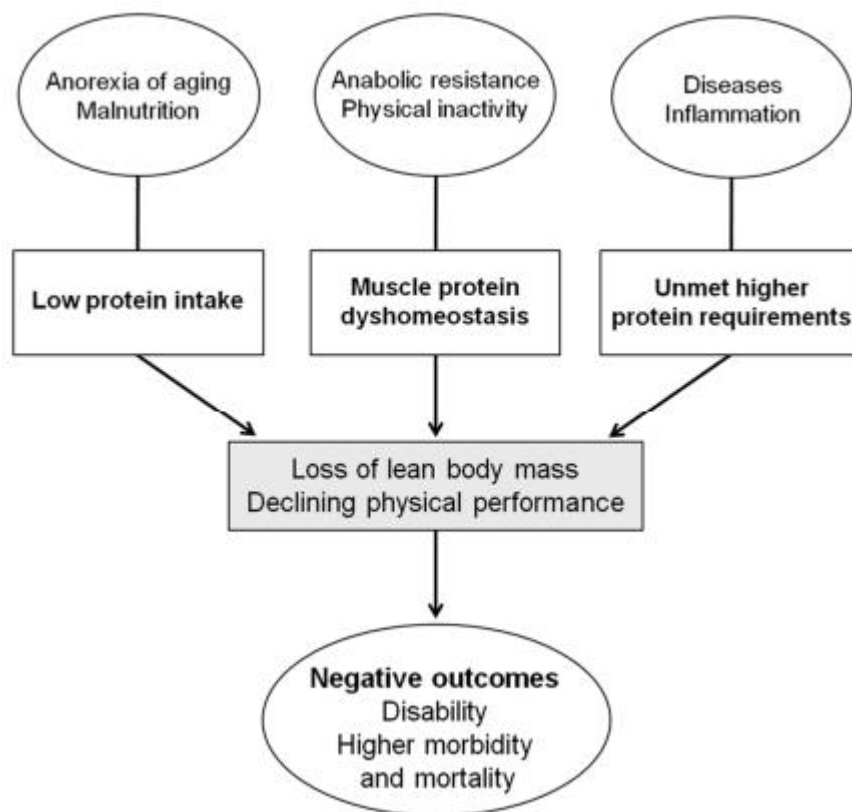 Anorexia of aging
Malnutrition
Anabolic resistance
Physical inactivity
Diseases
Inflammation
Low protein intake
Muscle protein
dyshomeostasis
Unmet higher
protein requirements
Loss of lean body mass
Declining physical performance
Negative outcomes
Disability
Higher morbidity
and mortality